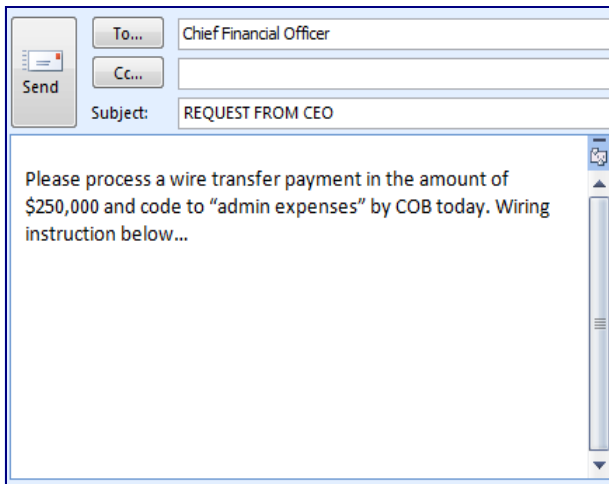 To... Chief Financial Officer
Cc...
Send
Subject: REQUEST FROM CEO
Please process a wire transfer payment in the amount of
$250,000 and code to “admin expenses” by COB today. Wiring
instruction below...